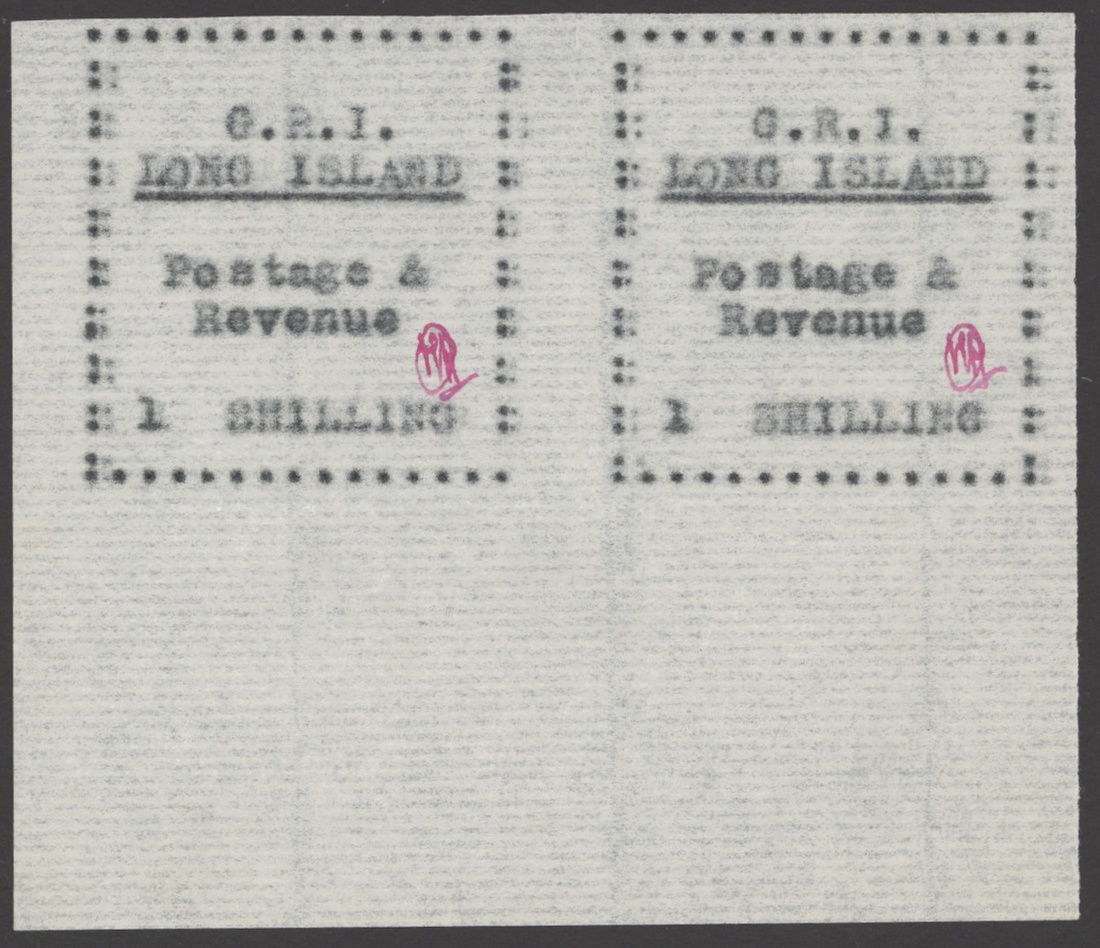 G.R.I.
LONG ISLAND
Postage &
Revenue
1 SHILLING
G.R.I.
LONG ISLAND
Postage &
Revenue
1 SHILLING